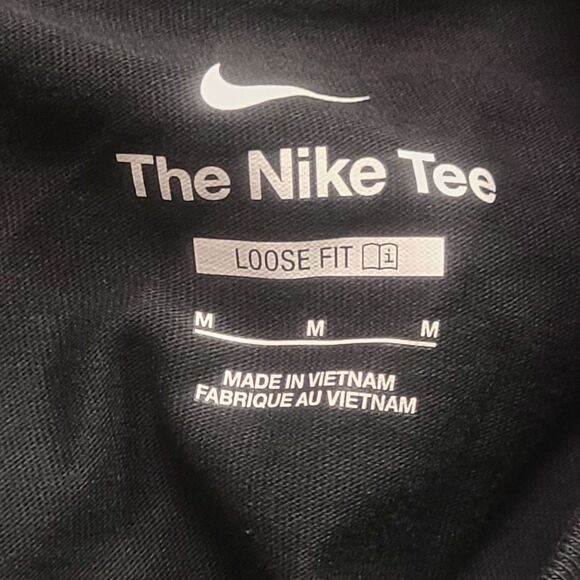 The Nike Tee
LOOSE FIT i
M M M
MADE IN VIETNAM
FABRIQUE AU VIETNAM